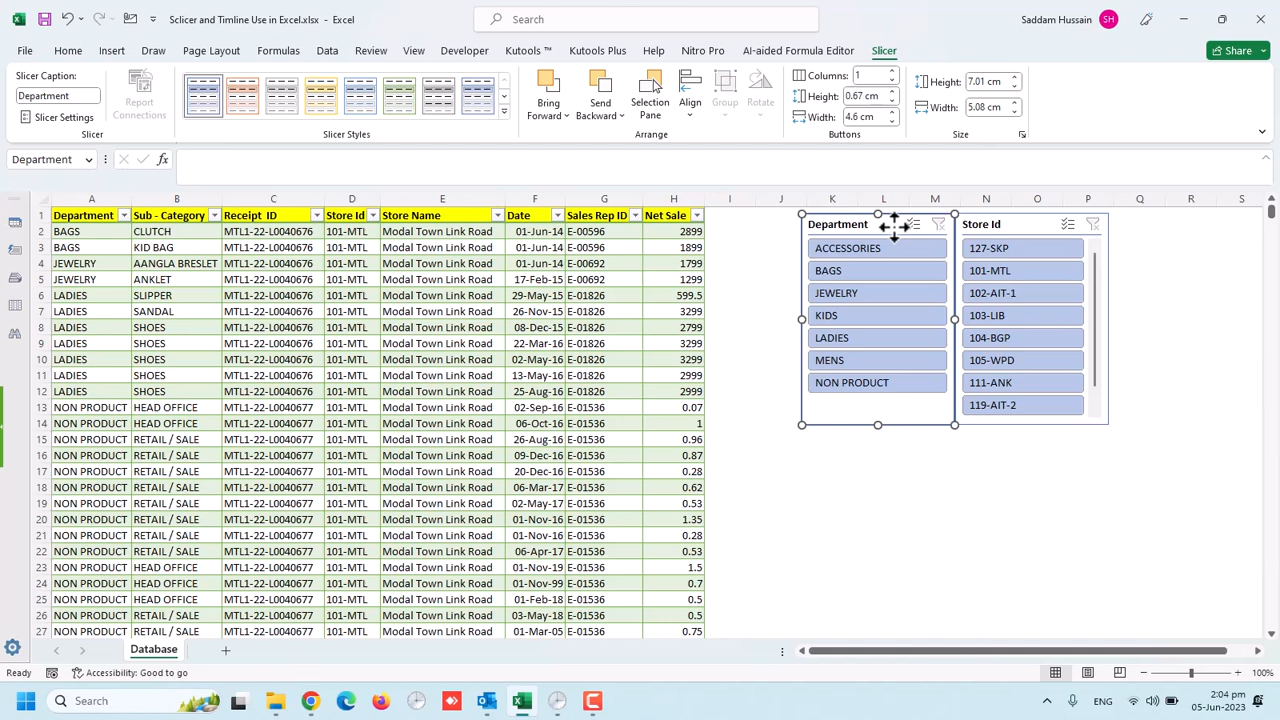 Slicer and Timline Use in Excel.xlsx - Excel
Search
Saddam Hussain SH
File Home Insert Draw Page Layout Formulas Data Review View Developer Kutools ™ Kutools Plus Help Nitro Pro AI-aided Formula Editor Slicer Share
Slicer Caption:
Department
Slicer Settings
Report Connections
Slicer
Slicer Styles
Bring Forward
Send Backward
Selection Pane
Align
Group
Rotate
Arrange
Columns: 1
Height: 0.67 cm
Width: 4.6 cm
Buttons
Height: 7.01 cm
Width: 5.08 cm
Size
Department fx
A B C D E F G H I J K L M N O P Q R S
1 Department Sub - Category Receipt ID Store Id Store Name Date Sales Rep ID Net Sale
2 BAGS CLUTCH MTL1-22-L0040676 101-MTL Modal Town Link Road 01-Jun-14 E-00596 2899
3 BAGS KID BAG MTL1-22-L0040676 101-MTL Modal Town Link Road 01-Jun-14 E-00596 1899
4 JEWELRY AANGLA BRESLET MTL1-22-L0040676 101-MTL Modal Town Link Road 01-Jun-14 E-00692 1799
5 JEWELRY ANKLET MTL1-22-L0040676 101-MTL Modal Town Link Road 17-Feb-15 E-00692 1299
6 LADIES SLIPPER MTL1-22-L0040676 101-MTL Modal Town Link Road 29-May-15 E-01826 599.5
7 LADIES SANDAL MTL1-22-L0040676 101-MTL Modal Town Link Road 26-Nov-15 E-01826 3299
8 LADIES SHOES MTL1-22-L0040676 101-MTL Modal Town Link Road 08-Dec-15 E-01826 2799
9 LADIES SHOES MTL1-22-L0040676 101-MTL Modal Town Link Road 26-Mar-16 E-01826 3299
10 LADIES SHOES MTL1-22-L0040676 101-MTL Modal Town Link Road 02-May-16 E-01826 3299
11 LADIES SHOES MTL1-22-L0040676 101-MTL Modal Town Link Road 13-May-16 E-01826 2999
12 LADIES SHOES MTL1-22-L0040676 101-MTL Modal Town Link Road 25-Aug-16 E-01826 2999
13 NON PRODUCT HEAD OFFICE MTL1-22-L0040677 101-MTL Modal Town Link Road 02-Sep-16 E-01536 0.07
14 NON PRODUCT HEAD OFFICE MTL1-22-L0040677 101-MTL Modal Town Link Road 06-Oct-16 E-01536 1
15 NON PRODUCT RETAIL / SALE MTL1-22-L0040677 101-MTL Modal Town Link Road 26-Aug-16 E-01536 0.96
16 NON PRODUCT RETAIL / SALE MTL1-22-L0040677 101-MTL Modal Town Link Road 09-Dec-16 E-01536 0.87
17 NON PRODUCT RETAIL / SALE MTL1-22-L0040677 101-MTL Modal Town Link Road 20-Dec-16 E-01536 0.28
18 NON PRODUCT RETAIL / SALE MTL1-22-L0040677 101-MTL Modal Town Link Road 06-Mar-17 E-01536 0.62
19 NON PRODUCT RETAIL / SALE MTL1-22-L0040677 101-MTL Modal Town Link Road 02-May-17 E-01536 0.53
20 NON PRODUCT RETAIL / SALE MTL1-22-L0040677 101-MTL Modal Town Link Road 01-Nov-16 E-01536 1.35
21 NON PRODUCT RETAIL / SALE MTL1-22-L0040677 101-MTL Modal Town Link Road 01-Nov-99 E-01536 0.28
22 NON PRODUCT RETAIL / SALE MTL1-22-L0040677 101-MTL Modal Town Link Road 06-Apr-17 E-01536 0.53
23 NON PRODUCT HEAD OFFICE MTL1-22-L0040677 101-MTL Modal Town Link Road 01-Nov-19 E-01536 1.5
24 NON PRODUCT HEAD OFFICE MTL1-22-L0040677 101-MTL Modal Town Link Road 01-Nov-99 E-01536 0.7
25 NON PRODUCT HEAD OFFICE MTL1-22-L0040677 101-MTL Modal Town Link Road 01-Feb-18 E-01536 0.5
26 NON PRODUCT RETAIL / SALE MTL1-22-L0040677 101-MTL Modal Town Link Road 03-May-18 E-01536 0.5
27 NON PRODUCT RETAIL / SALE MTL1-22-L0040677 101-MTL Modal Town Link Road 01-Mar-05 E-01536 0.75
Department
ACCESSORIES
BAGS
JEWELRY
KIDS
LADIES
MENS
NON PRODUCT
Store Id
127-SKP
101-MTL
102-AIT-1
103-LIB
104-BGP
105-WPD
111-ANK
119-AIT-2
Database
Ready Accessibility: Good to go 100%
Search
ENG
2:04 pm
05-Jun-2023